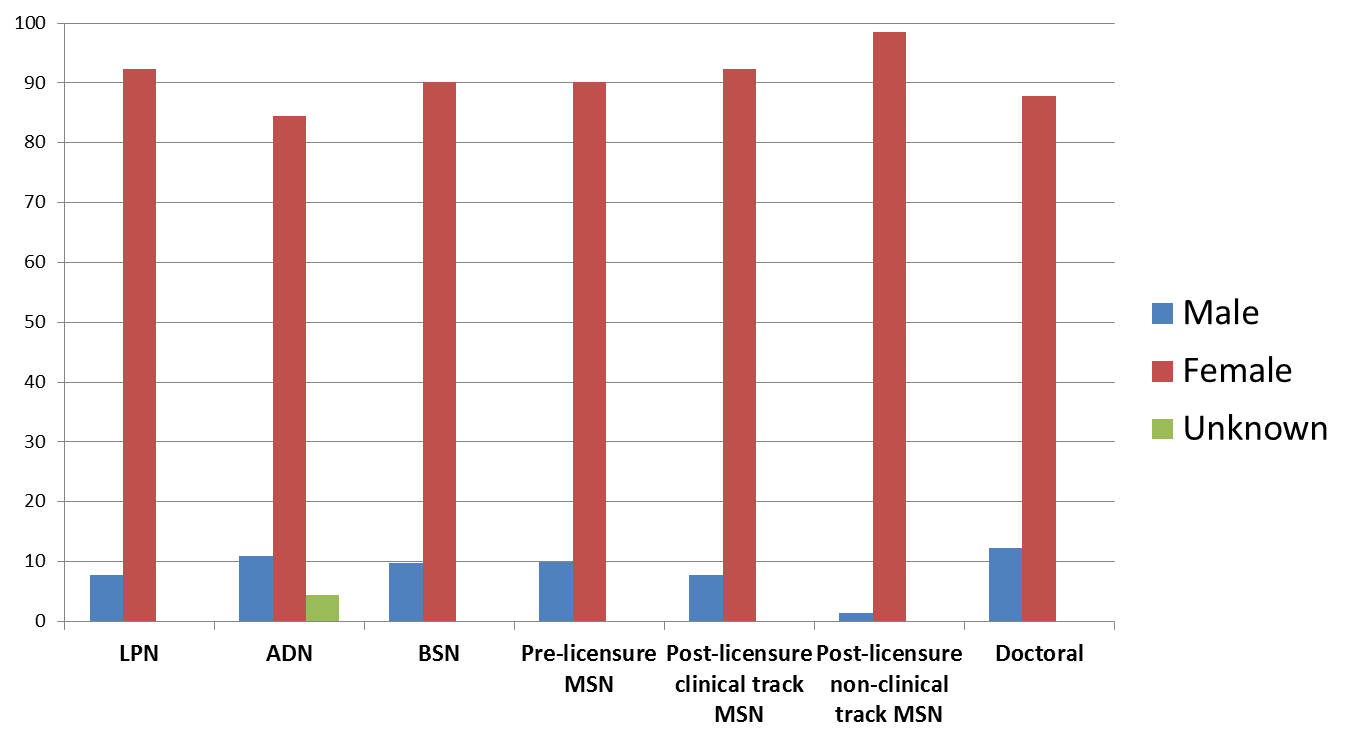 100
90
80
70
60
50
40
30
20
10
0
LPN
ADN
BSN
Pre-licensure
MSN
Post-licensure
clinical track
MSN
Post-licensure
non-clinical
track MSN
Doctoral
Male
Female
Unknown